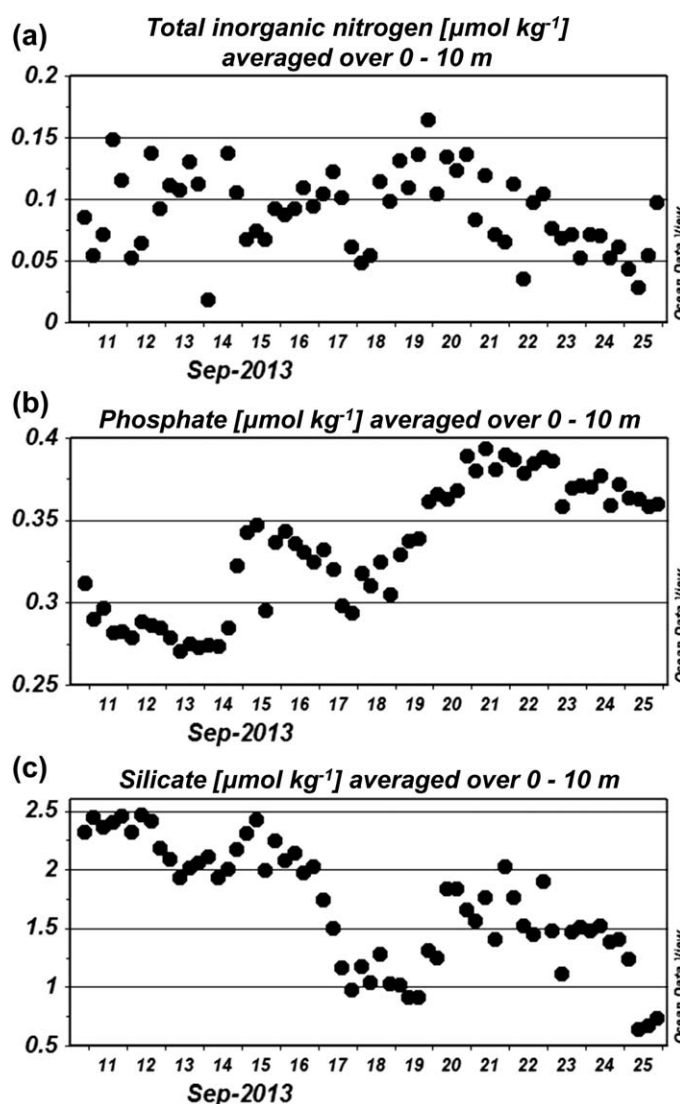 (a) Total inorganic nitrogen [µmol kg-1]
averaged over 0 - 10 m
0.2
0.15
0.1
0.05
0
11 12 13 14 15 16 17 18 19 20 21 22 23 24 25
Sep-2013
Ocean Data View
(b) Phosphate [µmol kg-1] averaged over 0 - 10 m
0.4
0.35
0.3
0.25
11 12 13 14 15 16 17 18 19 20 21 22 23 24 25
Sep-2013
Ocean Data View
(c) Silicate [µmol kg-1] averaged over 0 - 10 m
2.5
2
1.5
1
0.5
11 12 13 14 15 16 17 18 19 20 21 22 23 24 25
Sep-2013
Ocean Data View